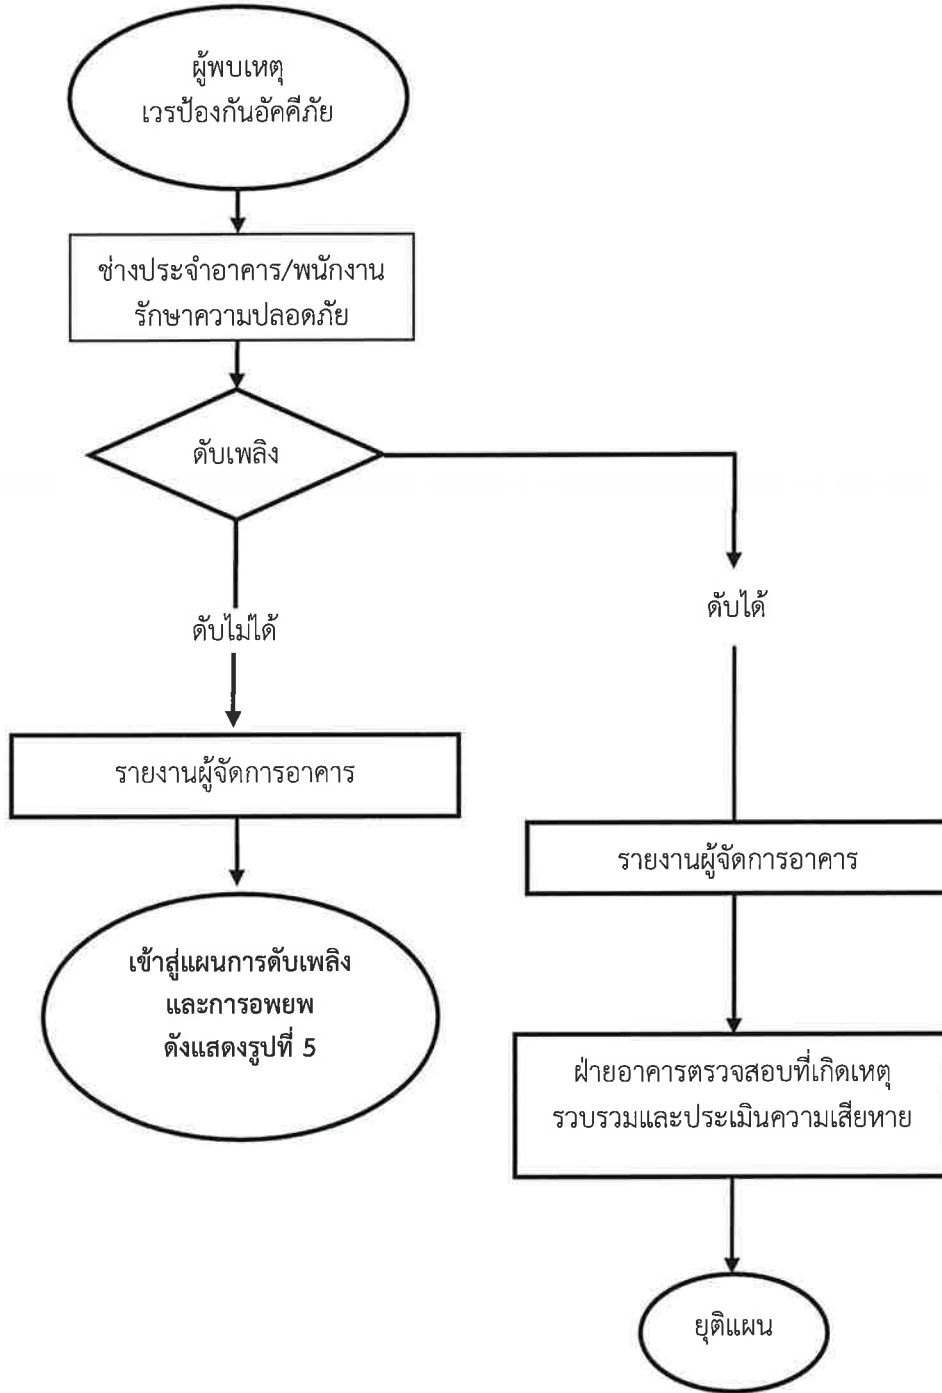 ผู้พบเหตุ
เวรป้องกันอัคคีภัย
ช่างประจำอาคาร/พนักงาน
รักษาความปลอดภัย
ดับเพลิง
ดับได้
ดับไม่ได้
รายงานผู้จัดการอาคาร
รายงานผู้จัดการอาคาร
เข้าสู่แผนการดับเพลิง
และการอพยพ
ดังแสดงรูปที่ 5
ฝ่ายอาคารตรวจสอบที่เกิดเหตุ
รวบรวมและประเมินความเสียหาย
ยุติแผน